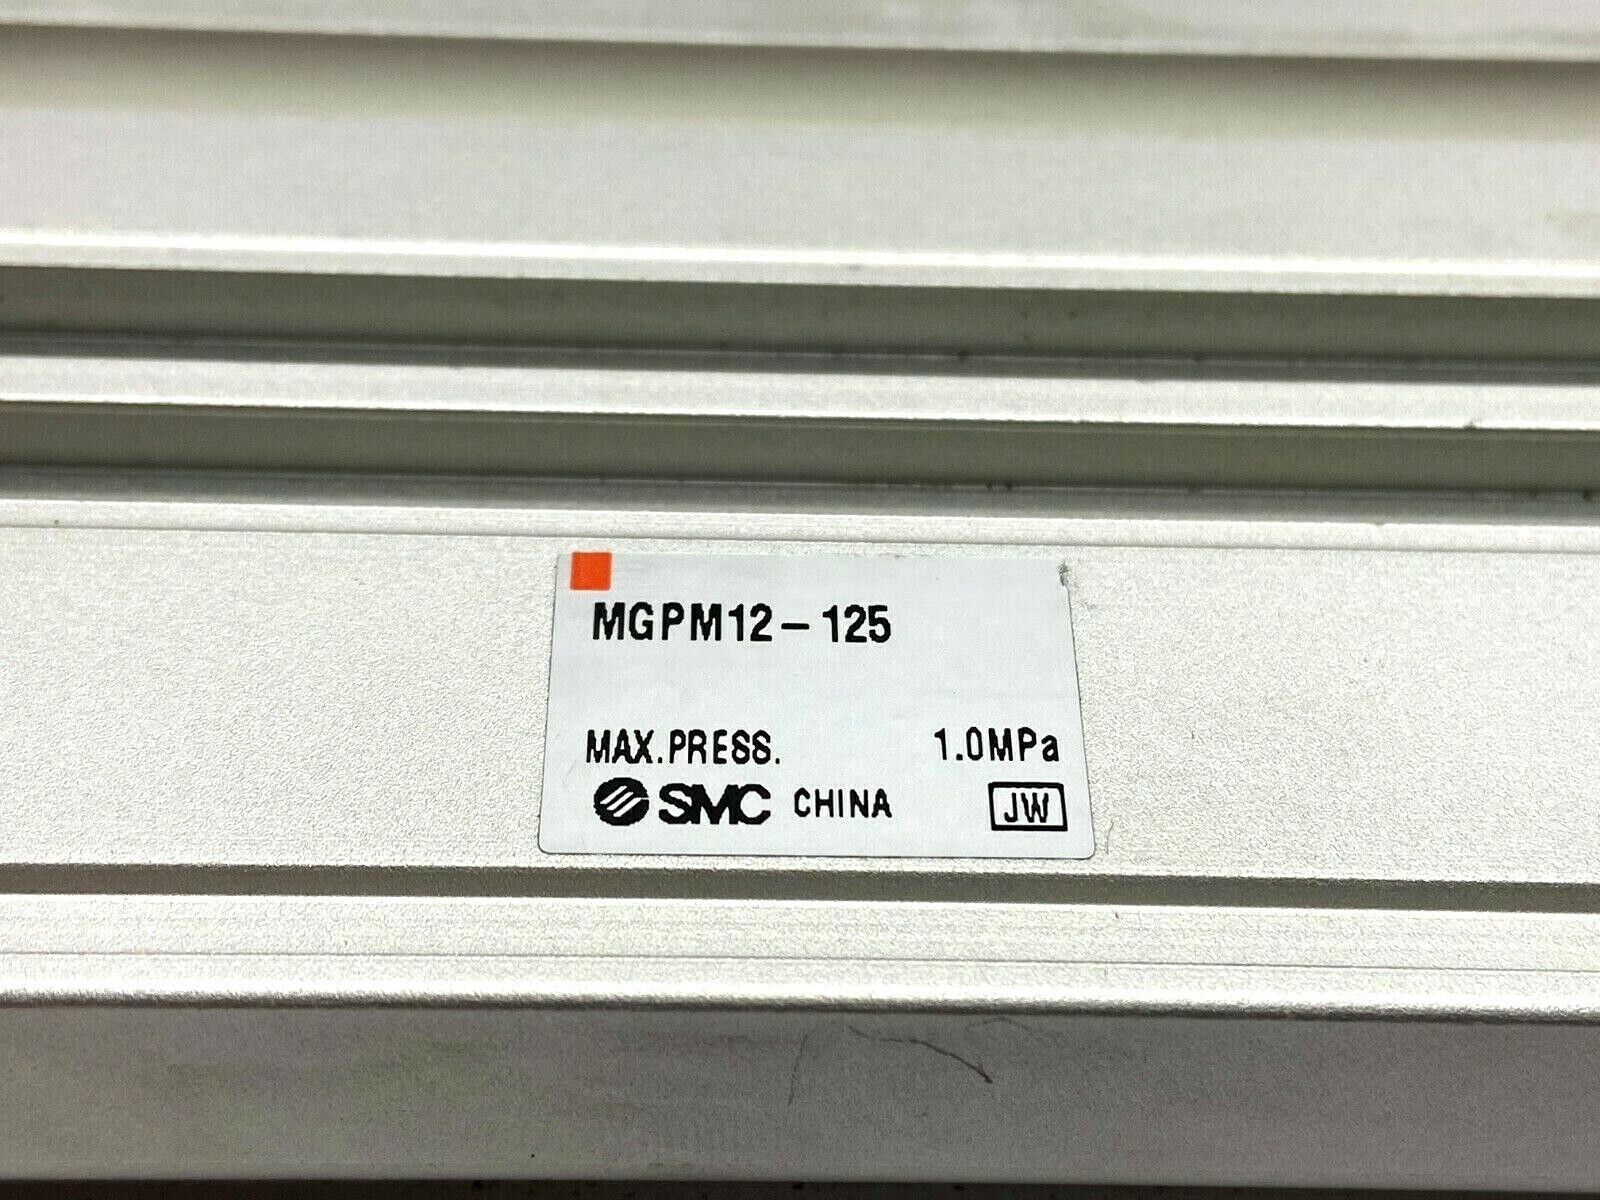 MGPM12-125
MAX.PRESS. 1.0MPa
SMC CHINA JW